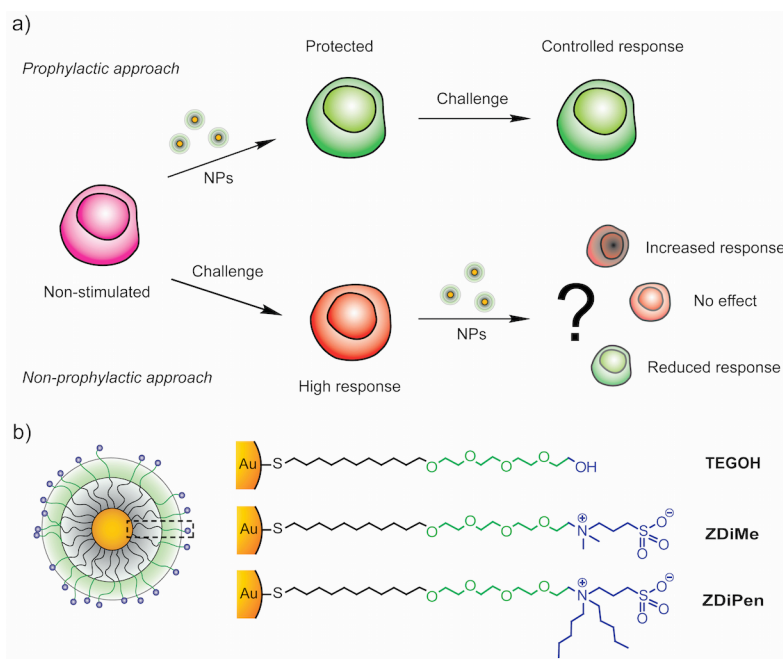 a)
Prophylactic approach
Protected
Controlled response
NPs
Challenge
Non-stimulated
Challenge
High response
NPs
?
Increased response
No effect
Reduced response
Non-prophylactic approach
b)
Au S O O O O OH TEGOH
Au S O O O O N + S O O O ⊖ ZDiMe
Au S O O O O N + S O O O ⊖ ZDiPen